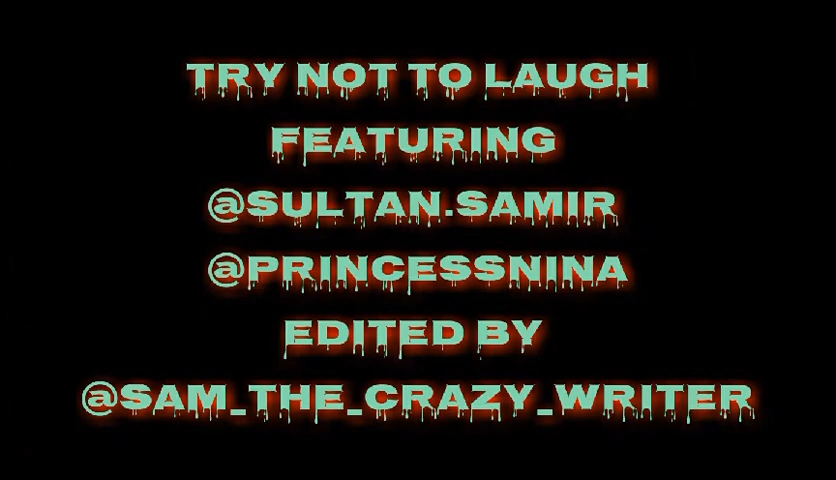 TRY NOT TO LAUGH
FEATURING
@SULTAN.SAMIR
@PRINCESSNINA
EDITED BY
@SAM_THE_CRAZY_WRITER